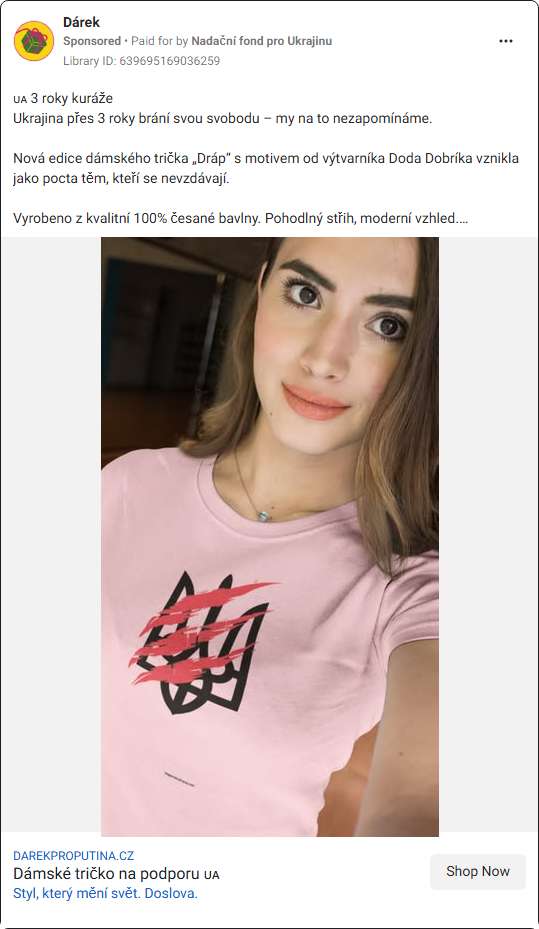 Dárek
Sponsored • Paid for by Nadační fond pro Ukrajinu
Library ID: 639695169036259
UA 3 roky kuráže
Ukrajina přes 3 roky brání svou svobodu – my na to nezapomínáme.
Nová edice dámského trička „Dráp“ s motivem od výtvarníka Doda Dobríka vznikla
jako pocta těm, kteří se nevzdávají.
Vyrobeno z kvalitní 100% česané bavlny. Pohodlný střih, moderní vzhled....
DAREKPROPUTINA.CZ
Dámské tričko na podporu UA
Styl, který mění svět. Doslova.
Shop Now